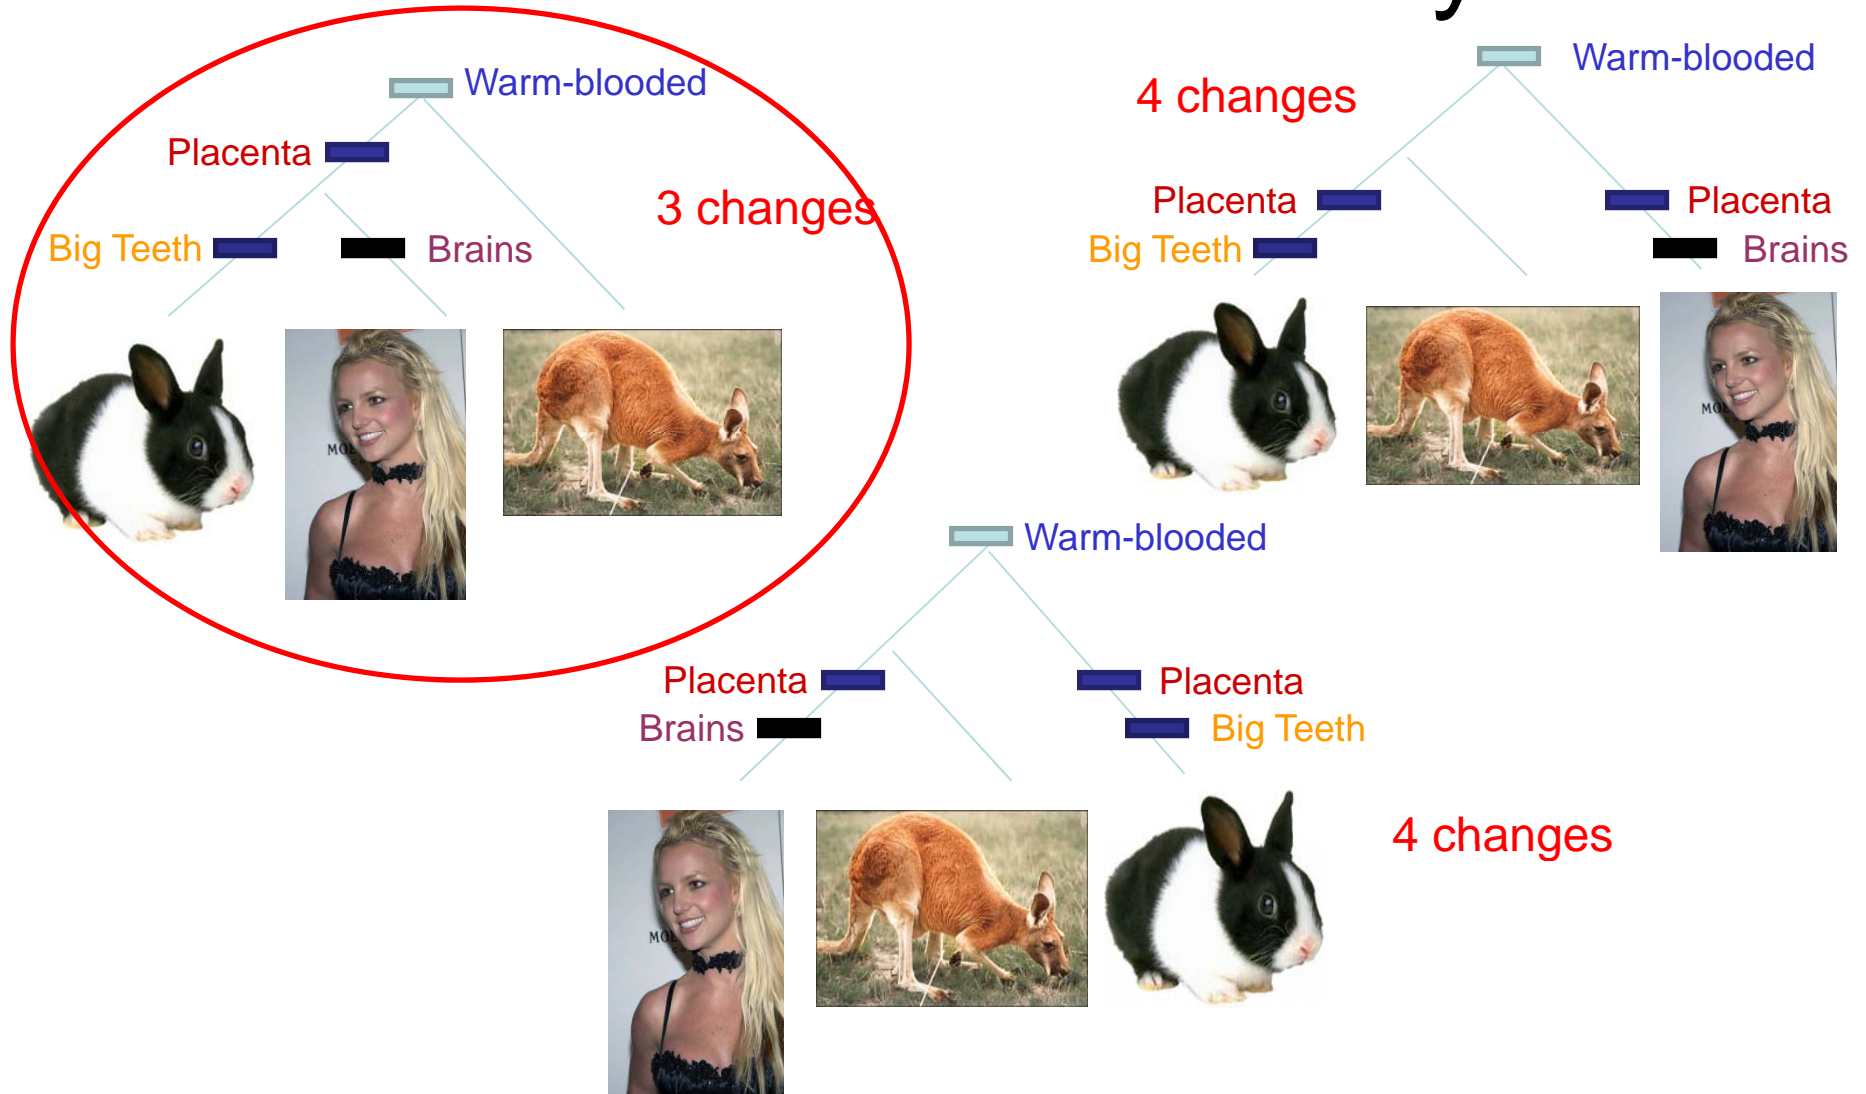 y
Warm-blooded
Placenta
3 changes
Big Teeth
Brains
Warm-blooded
4 changes
Placenta
Placenta
Big Teeth
Brains
Warm-blooded
Placenta
Placenta
Brains
Big Teeth
4 changes